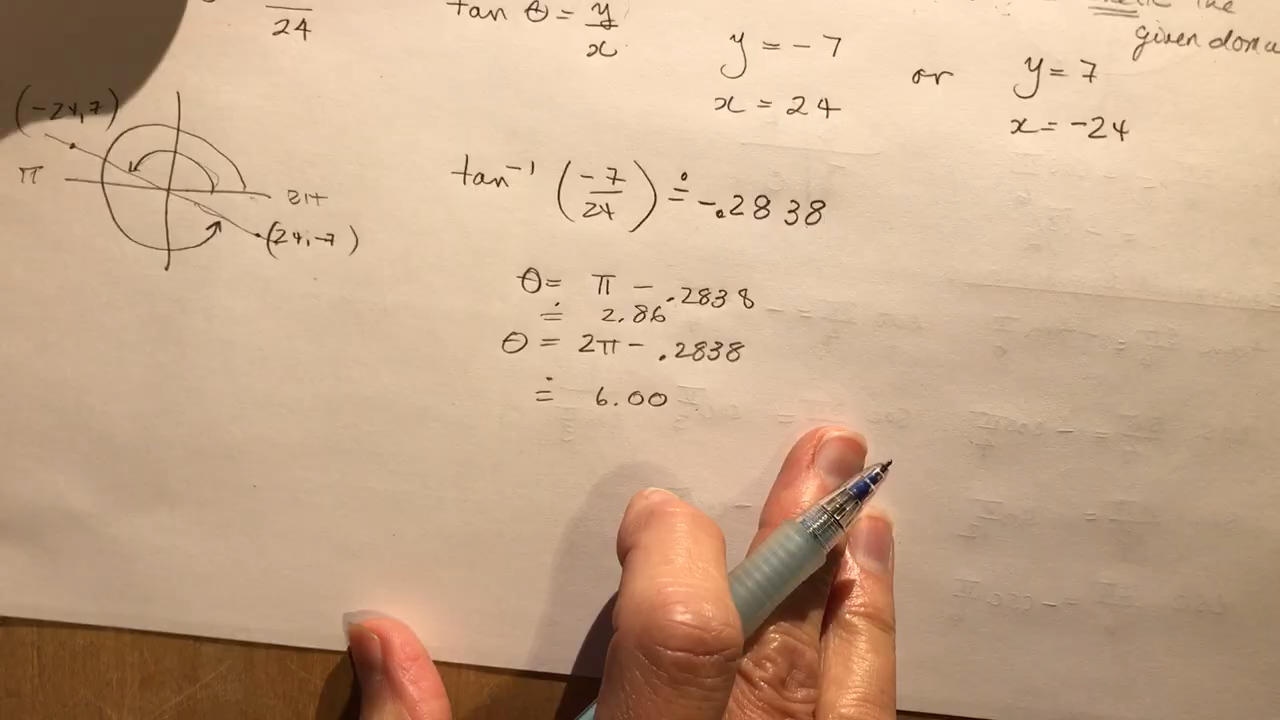 24
tan θ = y/x
the
given doma
y = -7
x = 24
or
y = 7
x = -24
(-24, 7)
π
2π
(24, -7)
tan⁻¹ (-7/24) ≐ -.2838
θ = π - .2838
≐ 2.86
θ = 2π - .2838
≐ 6.00